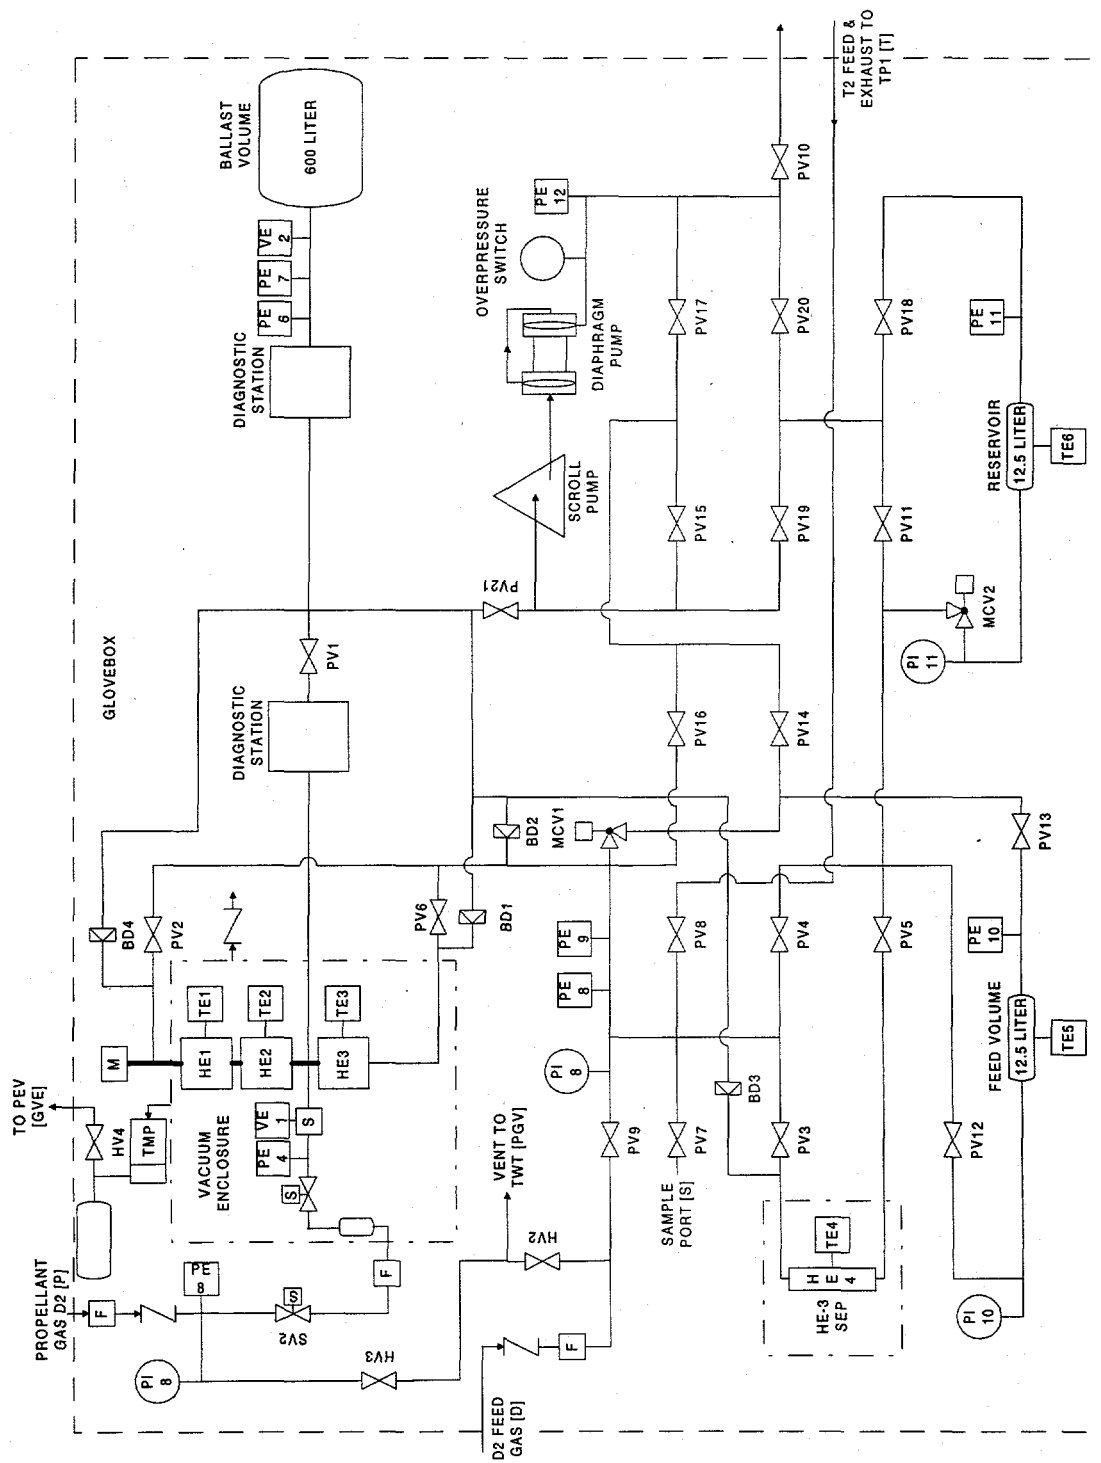 PROPELLANT
GAS D2 [P]
TO PEV
[GVE]
F
HV4
M
TMP
BD4
GLOVEBOX
PI
8
PE
8
PV2
VACUUM
ENCLOSURE
HE1
TE1
HE2
TE2
HE3
TE3
DIAGNOSTIC
STATION
DIAGNOSTIC
STATION
BALLAST
VOLUME
600 LITER
PE
6
PE
7
VE
2
SV2
S
F
S
PE
4
VE
1
S
PV1
HV3
PV6
BD1
PV21
D2 FEED
GAS [D]
F
VENT TO
TWT [PGV]
HV2
BD2
MCV1
SCROLL
PUMP
DIAPHRAGM
PUMP
OVERPRESSURE
SWITCH
PE
12
PI
8
PE
8
PE
9
PV9
SAMPLE
PORT [S]
PV7
PV8
PV16
PV15
PV17
BD3
PV3
PV4
PV14
PV19
PV20
PV10
T2 FEED &
EXHAUST TO
TP1 [T]
HE-3
SEP
H
E
4
TE4
PV5
PV11
PV18
PI
11
MCV2
PV12
PI
10
FEED VOLUME
12.5 LITER
TE5
PE
10
PV13
RESERVOIR
12.5 LITER
TE6
PE
11